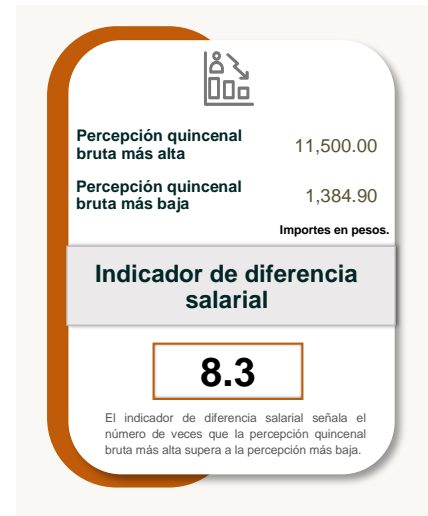 Percepción quincenal
bruta más alta
11,500.00
Percepción quincenal
bruta más baja
1,384.90
Importes en pesos.
Indicador de diferencia
salarial
8.3
El indicador de diferencia salarial señala el
número de veces que la percepción quincenal
bruta más alta supera a la percepción más baja.